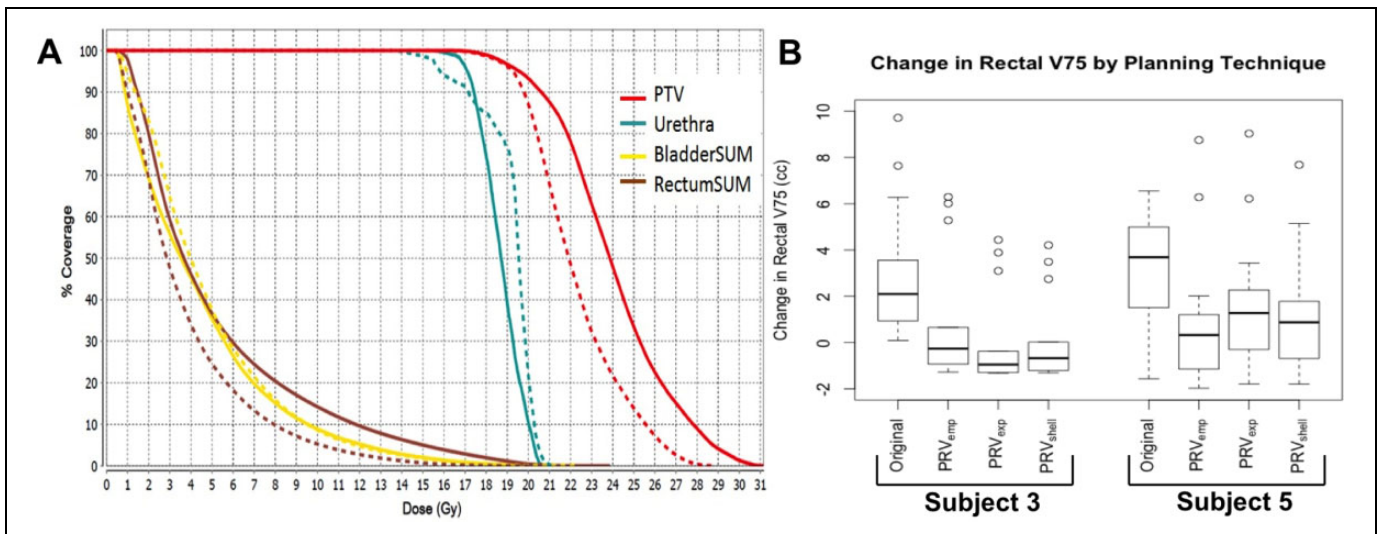 A
100
90
80
70
60
50
40
30
20
10
0
% Coverage
PTV
Urethra
BladderSUM
RectumSUM
0 1 2 3 4 5 6 7 8 9 10 11 12 13 14 15 16 17 18 19 20 21 22 23 24 25 26 27 28 29 30 31
Dose (Gy)
B
Change in Rectal V75 by Planning Technique
Change in Rectal V75 (cc)
10
8
6
4
2
0
-2
Original
PRVemp
PRVexp
PRVshell
Original
PRVemp
PRVexp
PRVshell
Subject 3
Subject 5